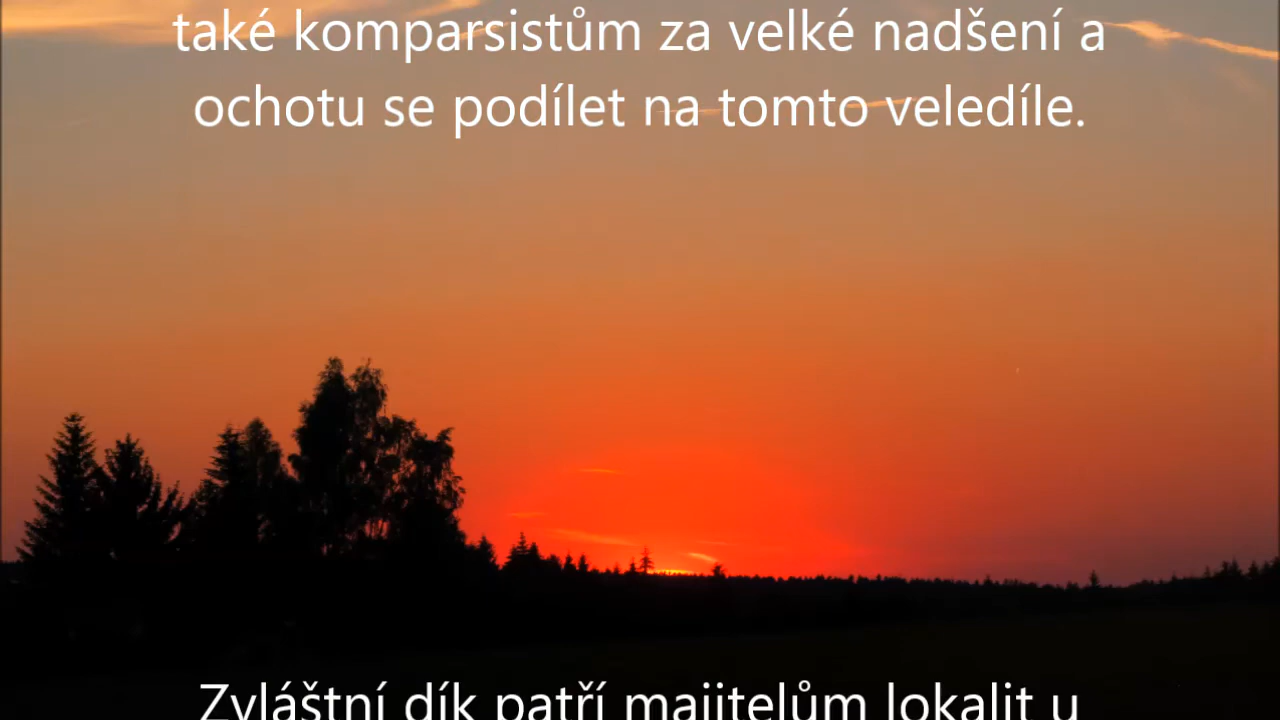 také komparsistům za velké nadšení a
ochotu se podílet na tomto veledíle.
Zvláštní dík patří majitelům lokalit u